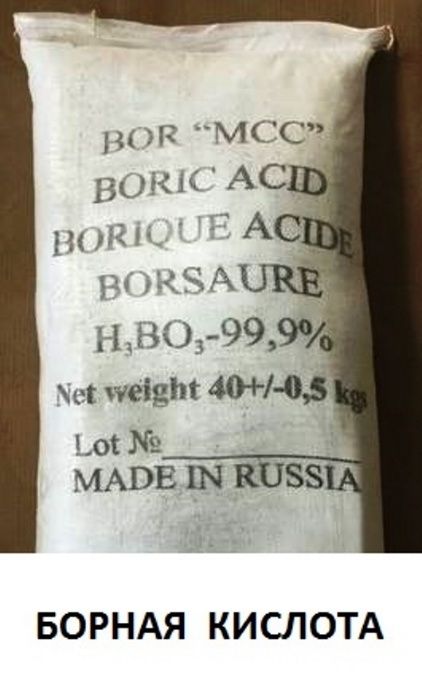 BOR “MCC”
BORIC ACID
BORIQUE ACIDE
BORSAURE
H₃BO₃-99,9%
Net weight 40+/-0,5 kgs
Lot №
MADE IN RUSSIA
БОРНАЯ КИСЛОТА